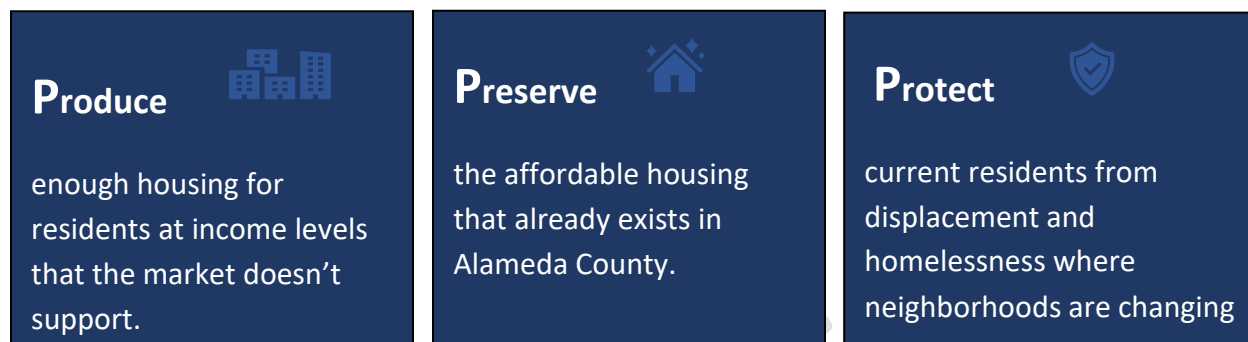 Produce
enough housing for
residents at income levels
that the market doesn’t
support.
Preserve
the affordable housing
that already exists in
Alameda County.
Protect
current residents from
displacement and
homelessness where
neighborhoods are changing